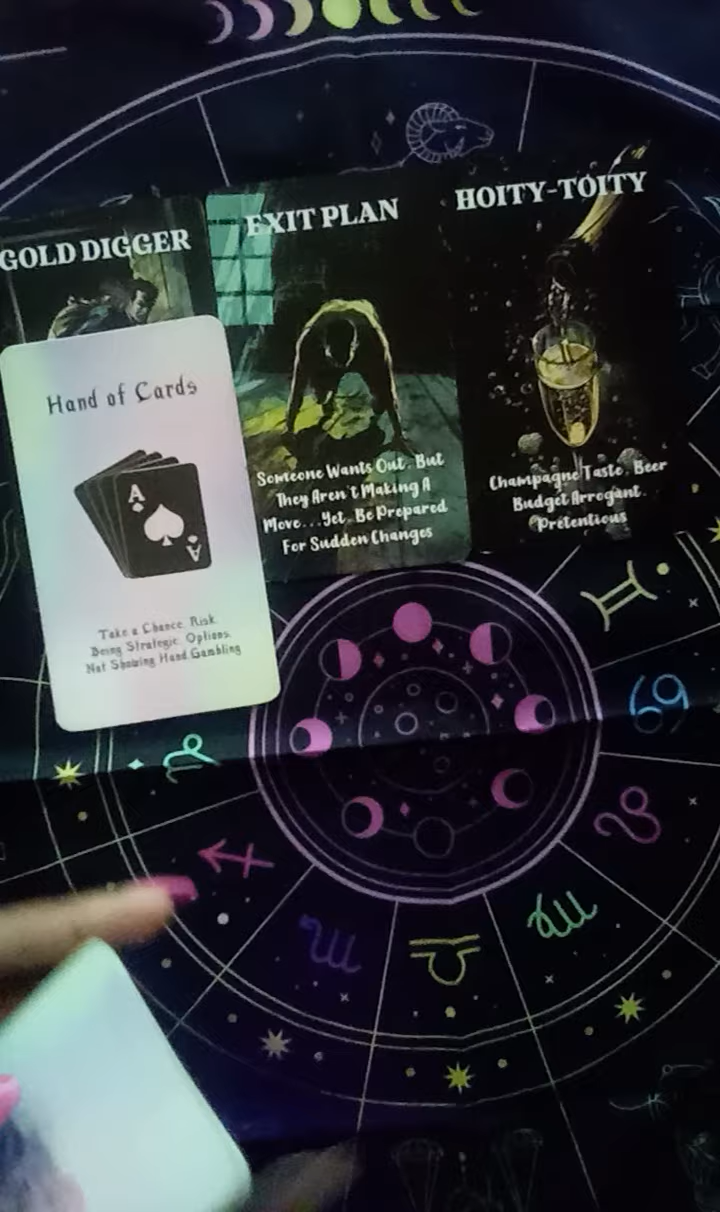 GOLD DIGGER
EXIT PLAN
HOITY-TOITY
Hand of Cards
A
A
Take a Chance. Risk.
Being Strategic. Options.
Not Showing Hand. Gambling
Someone Wants Out. But
They Aren't Making A
Move...Yet. Be Prepared
For Sudden Changes
Champagne Taste. Beer
Budget Arrogant.
Pretentious